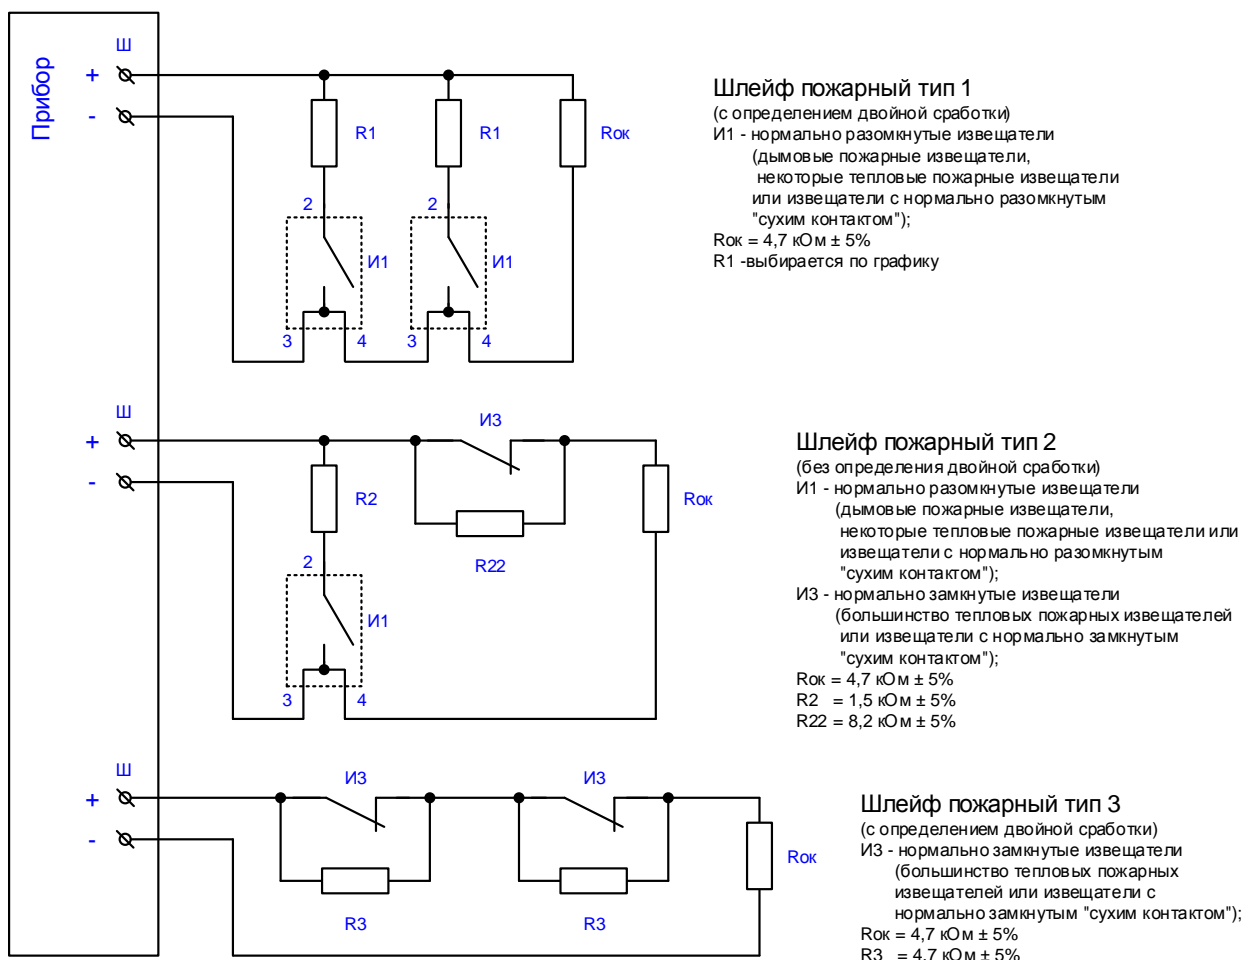 Прибор
Ш
+
-
R1
R1
Rок
2
2
И1
И1
3
4
3
4
Шлейф пожарный тип 1
(с определением двойной сработки)
И1 - нормально разомкнутые извещатели
(дымовые пожарные извещатели,
некоторые тепловые пожарные извещатели
или извещатели с нормально разомкнутым
"сухим контактом");
Rок = 4,7 кОм ± 5%
R1 -выбирается по графику
Ш
+
-
И3
R2
Rок
R22
2
И1
3
4
Шлейф пожарный тип 2
(без определения двойной сработки)
И1 - нормально разомкнутые извещатели
(дымовые пожарные извещатели,
некоторые тепловые пожарные извещатели или
извещатели с нормально разомкнутым
"сухим контактом");
И3 - нормально замкнутые извещатели
(большинство тепловых пожарных извещателей
или извещатели с нормально замкнутым
"сухим контактом");
Rок = 4,7 кОм ± 5%
R2 = 1,5 кОм ± 5%
R22 = 8,2 кОм ± 5%
Ш
+
-
И3
И3
Rок
R3
R3
Шлейф пожарный тип 3
(с определением двойной сработки)
И3 - нормально замкнутые извещатели
(большинство тепловых пожарных
извещателей или извещатели с
нормально замкнутым "сухим контактом");
Rок = 4,7 кОм ± 5%
R3 = 4,7 кОм ± 5%